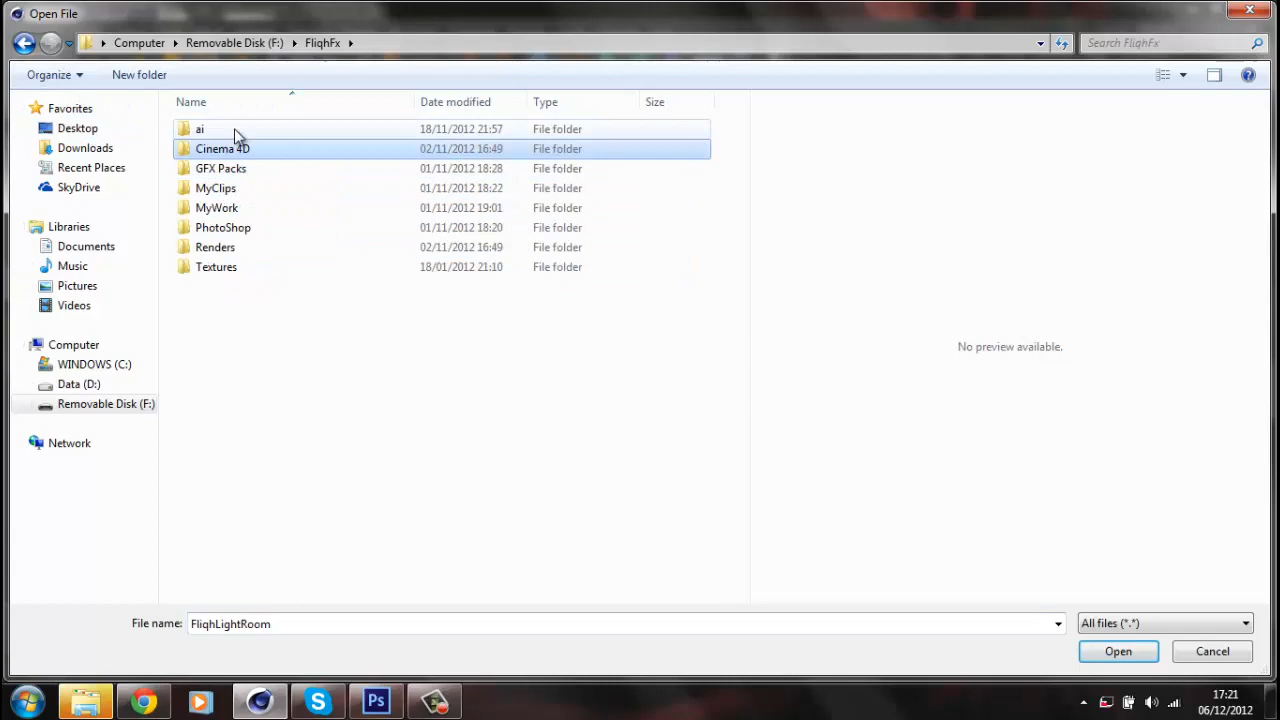 Open File
Computer Removable Disk (F:) FliqhFx Search FliqhFx
Organize New folder
Name Date modified Type Size
Favorites
Desktop
Downloads
Recent Places
SkyDrive
Libraries
Documents
Music
Pictures
Videos
Computer
WINDOWS (C:)
Data (D:)
Removable Disk (F:)
Network
ai 18/11/2012 21:57 File folder
Cinema 4D 02/11/2012 16:49 File folder
GFX Packs 01/11/2012 18:28 File folder
MyClips 01/11/2012 18:22 File folder
MyWork 01/11/2012 19:01 File folder
PhotoShop 01/11/2012 18:20 File folder
Renders 02/11/2012 16:49 File folder
Textures 18/01/2012 21:10 File folder
No preview available.
File name: FliqhLightRoom All files (*.*)
Open Cancel
Ps
17:21
06/12/2012